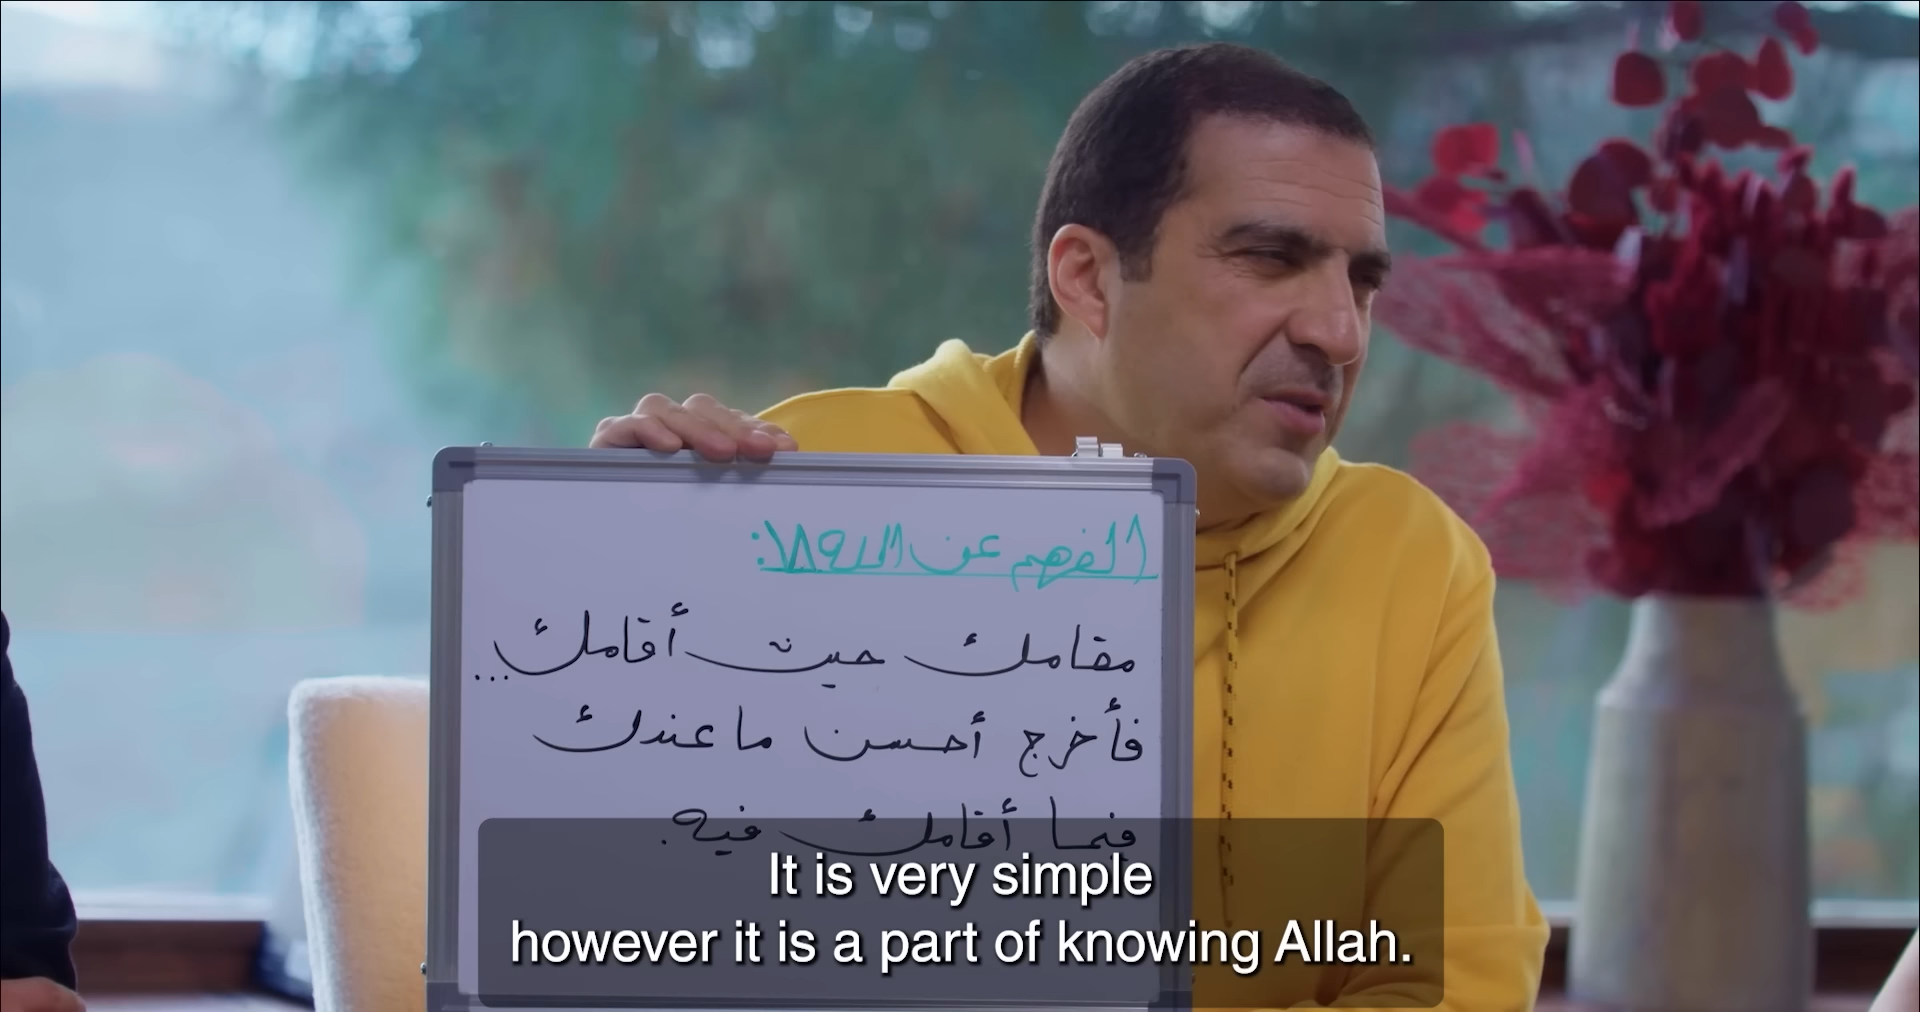 الفهم عن الله
مقامك حيث أقامك...
فأخرج أحسن ما عندك
فيما أقامك فيه.
It is very simple
however it is a part of knowing Allah.